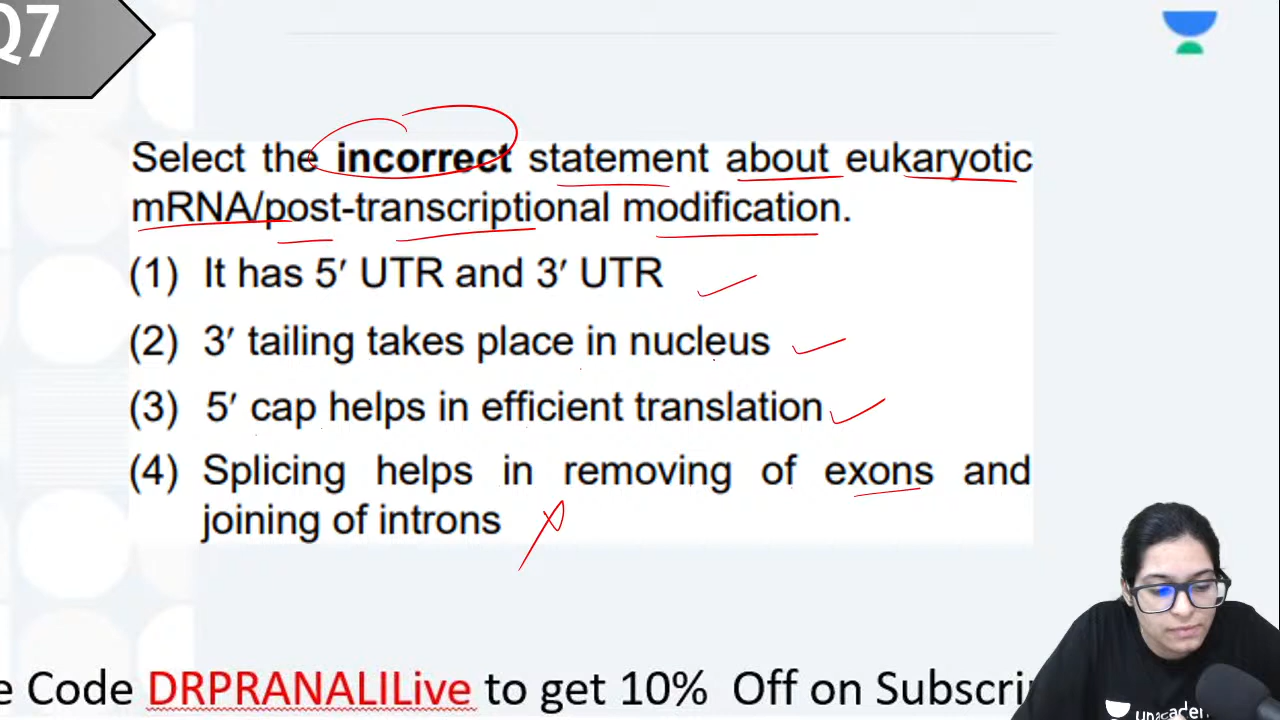 Q7
Select the incorrect statement about eukaryotic
mRNA/post-transcriptional modification.
(1) It has 5′ UTR and 3′ UTR
(2) 3′ tailing takes place in nucleus
(3) 5′ cap helps in efficient translation
(4) Splicing helps in removing of exons and
joining of introns
e Code DRPRANALILive to get 10% Off on Subscri